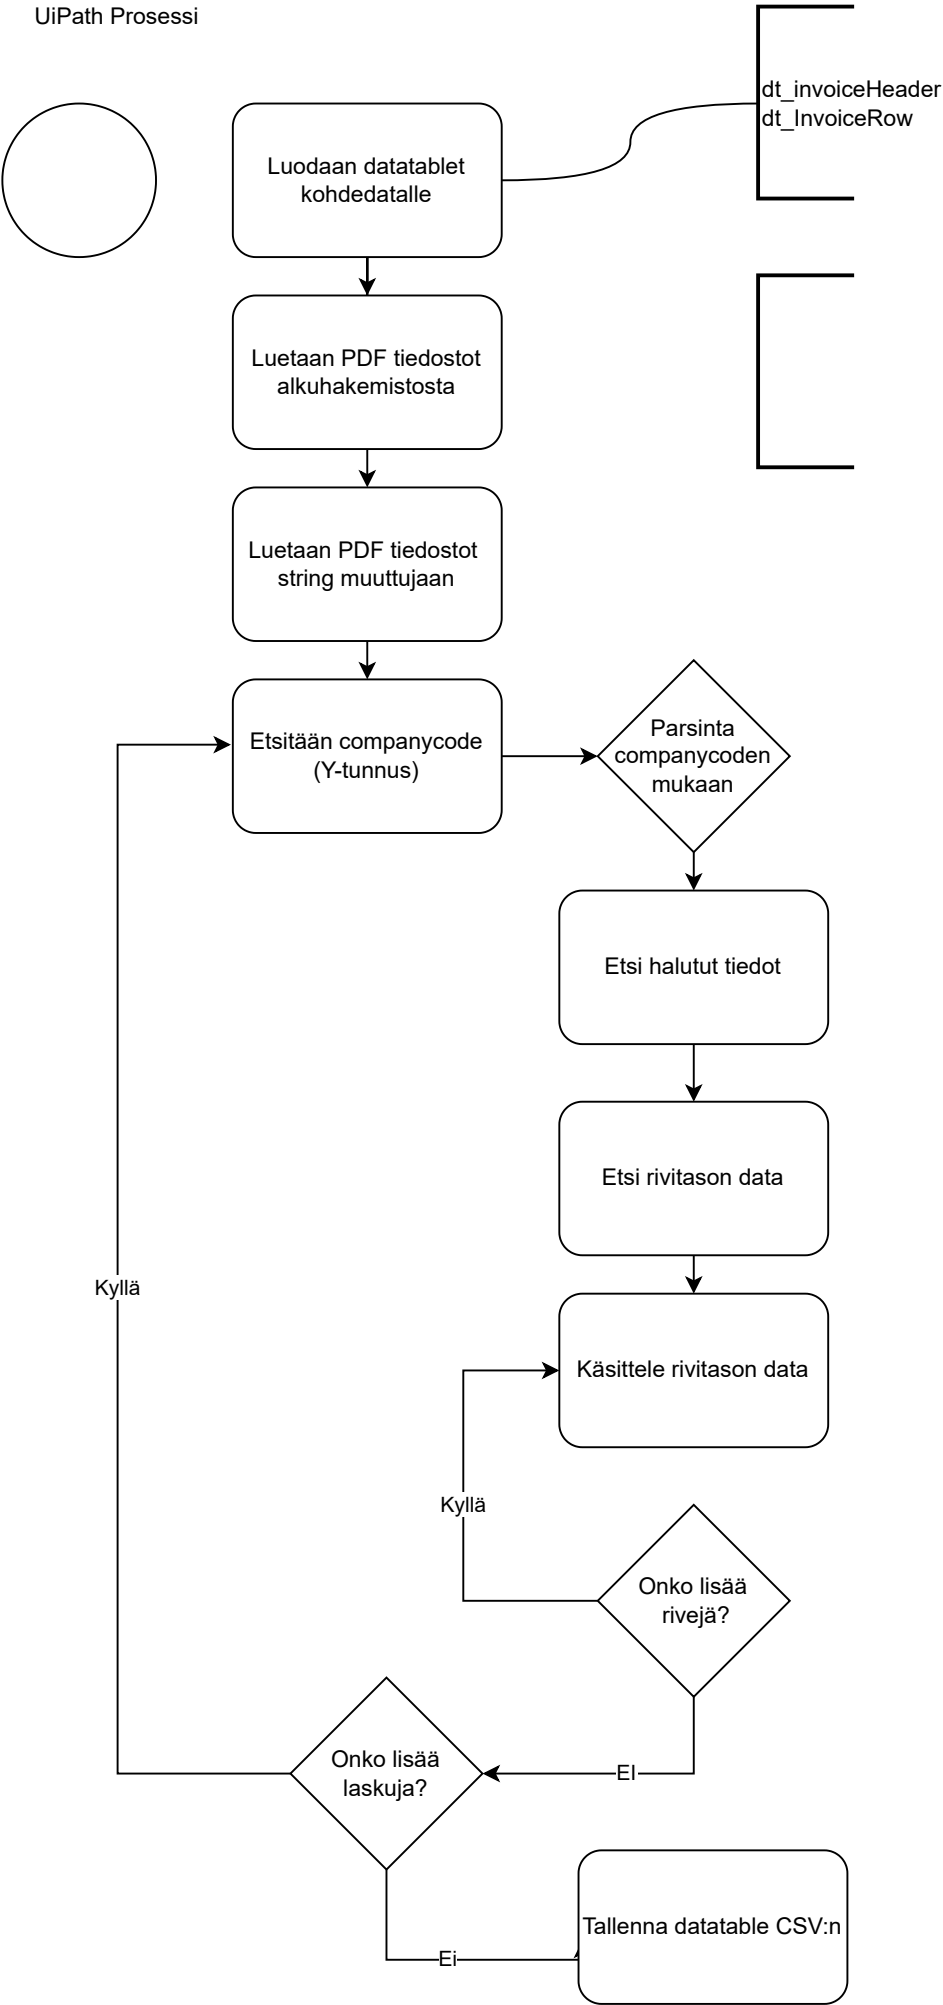 UiPath Prosessi
dt_invoiceHeader
dt_InvoiceRow
Luodaan datatablet
kohdedatalle
Luetaan PDF tiedostot
alkuhakemistosta
Luetaan PDF tiedostot
string muuttujaan
Etsitään companycode
(Y-tunnus)
Parsinta
companycoden
mukaan
Etsi halutut tiedot
Etsi rivitason data
Kyllä
Käsittele rivitason data
Kyllä
Onko lisää
rivejä?
Onko lisää
laskuja?
EI
Tallenna datatable CSV:n
Ei